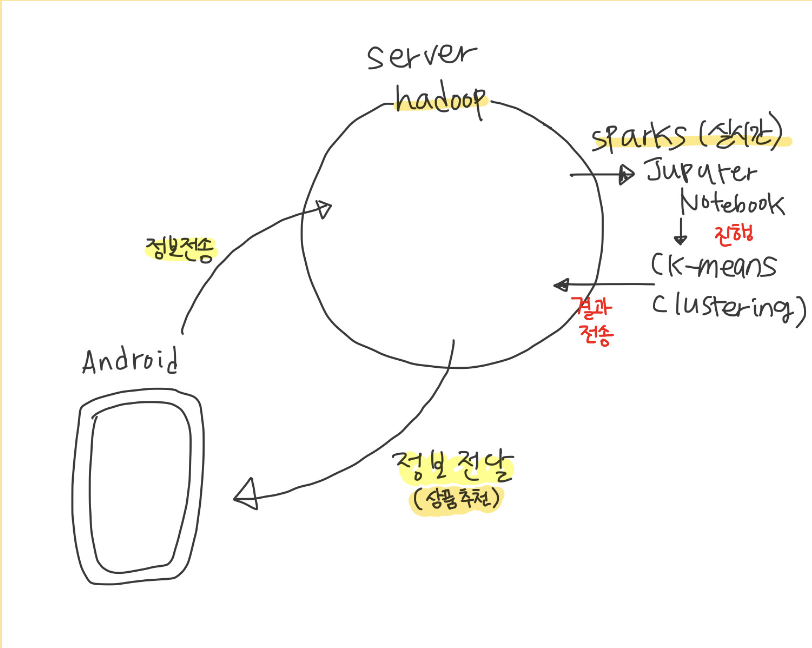 server
hadoop
sparks (실시간)
Jupyter
Notebook
진행
(K-means
Clustering)
결과
전송
정보전송
Android
정보 전달
(상품추천)